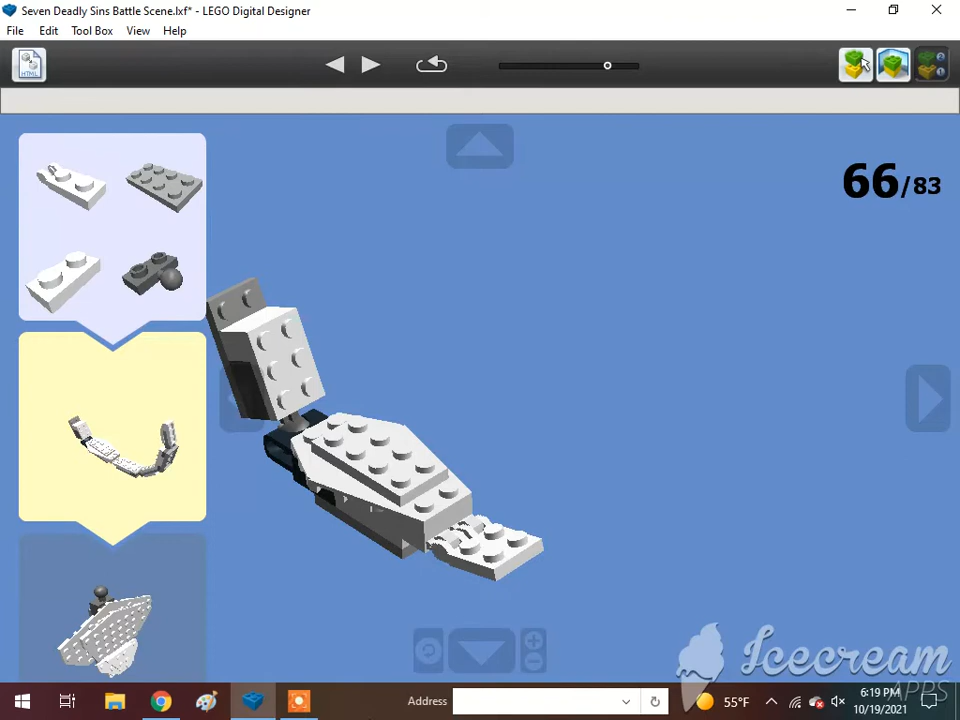 Seven Deadly Sins Battle Scene.lxf* - LEGO Digital Designer
File Edit Tool Box View Help
HTML
66/83
Icecream
APPS
Address
55°F
6:19 PM
10/19/2021